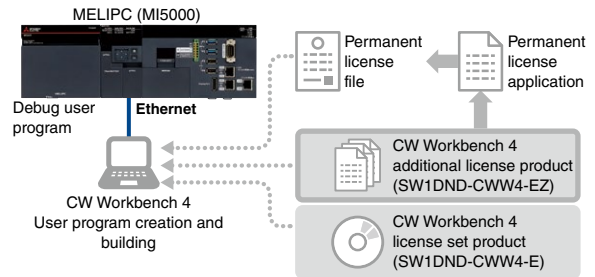 MELIPC (MI5000)
Permanent
license
file
Permanent
license
application
Debug user
program
Ethernet
CW Workbench 4
additional license product
(SW1DND-CWW4-EZ)
CW Workbench 4
User program creation and
building
CW Workbench 4
license set product
(SW1DND-CWW4-E)